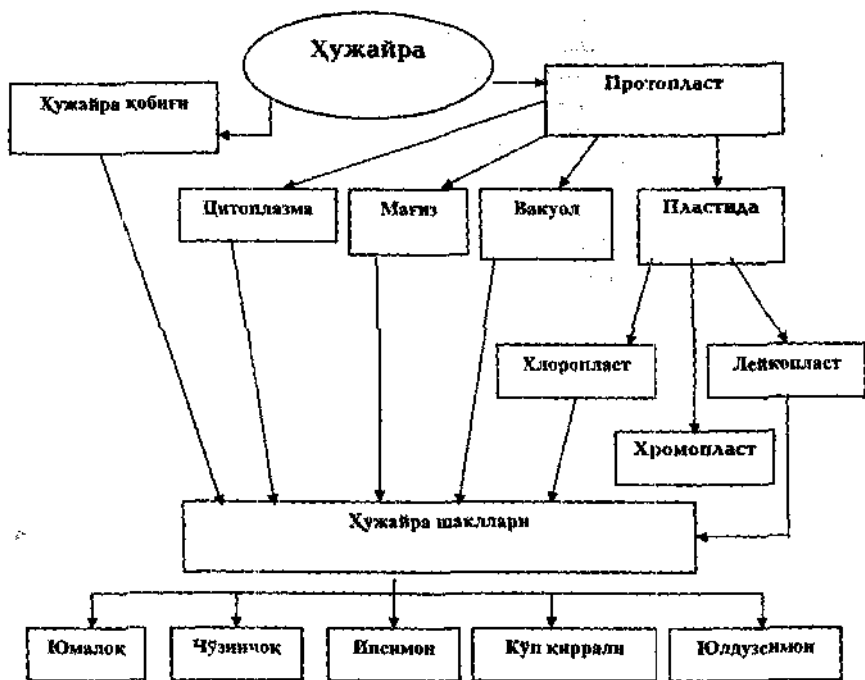 Ҳужайра
Протопласт
Ҳужайра қобиғи
Цитоплазма
Мағиз
Вакуол
Пластида
Хлоропласт
Лейкопласт
Хромопласт
Ҳужайра шакллари
Юмалоқ
Чўзинчоқ
Ипсимон
Кўп қиррали
Юлдузсимон